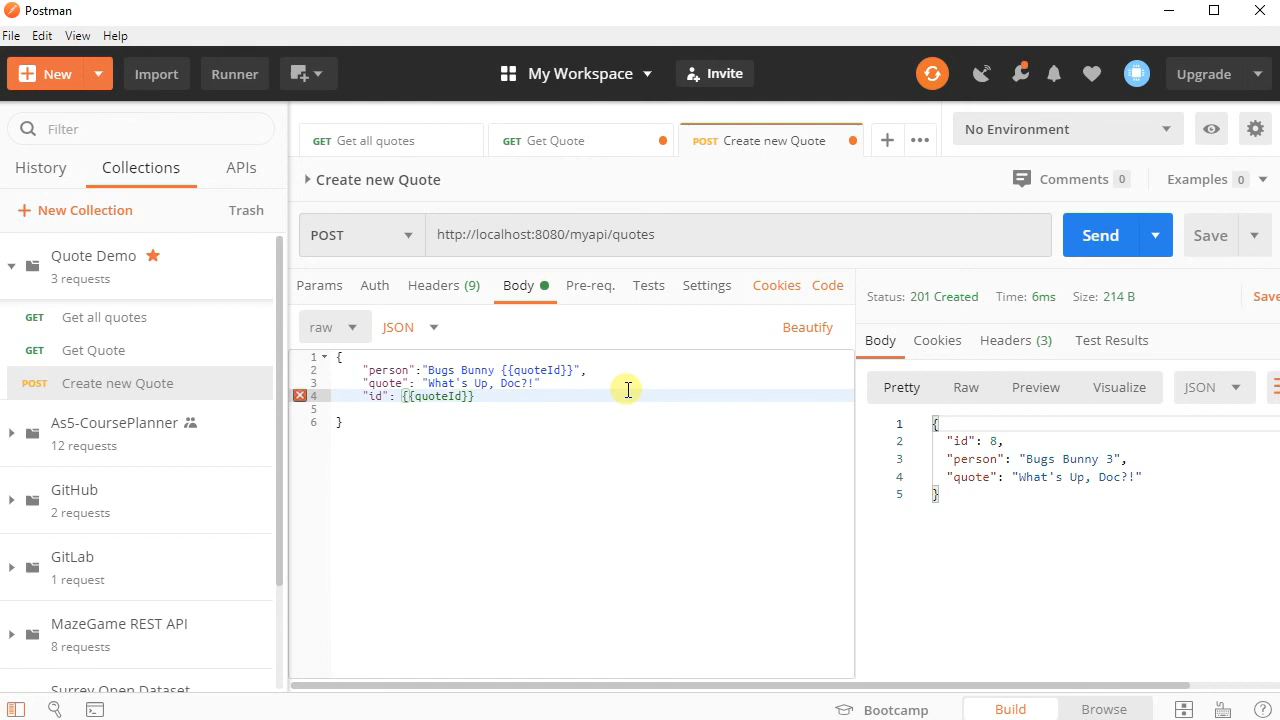 Postman
File Edit View Help
New Import Runner My Workspace Invite Upgrade
Filter
History Collections APIs
New Collection Trash
Quote Demo
3 requests
GET Get all quotes
GET Get Quote
POST Create new Quote
As5-CoursePlanner
12 requests
GitHub
2 requests
GitLab
1 request
MazeGame REST API
8 requests
Surrey Open Dataset
GET Get all quotes GET Get Quote POST Create new Quote No Environment
Create new Quote Comments 0 Examples 0
POST http://localhost:8080/myapi/quotes Send Save
Params Auth Headers (9) Body Pre-req. Tests Settings Cookies Code
raw JSON Beautify
1 {
2 "person":"Bugs Bunny {{quoteId}}",
3 "quote": "What's Up, Doc?!"
4 "id": {{quoteId}}
5
6 }
Status: 201 Created Time: 6ms Size: 214 B Save
Body Cookies Headers (3) Test Results
Pretty Raw Preview Visualize JSON
1 {
2 "id": 8,
3 "person": "Bugs Bunny 3",
4 "quote": "What's Up, Doc?!"
5 }
Bootcamp Build Browse